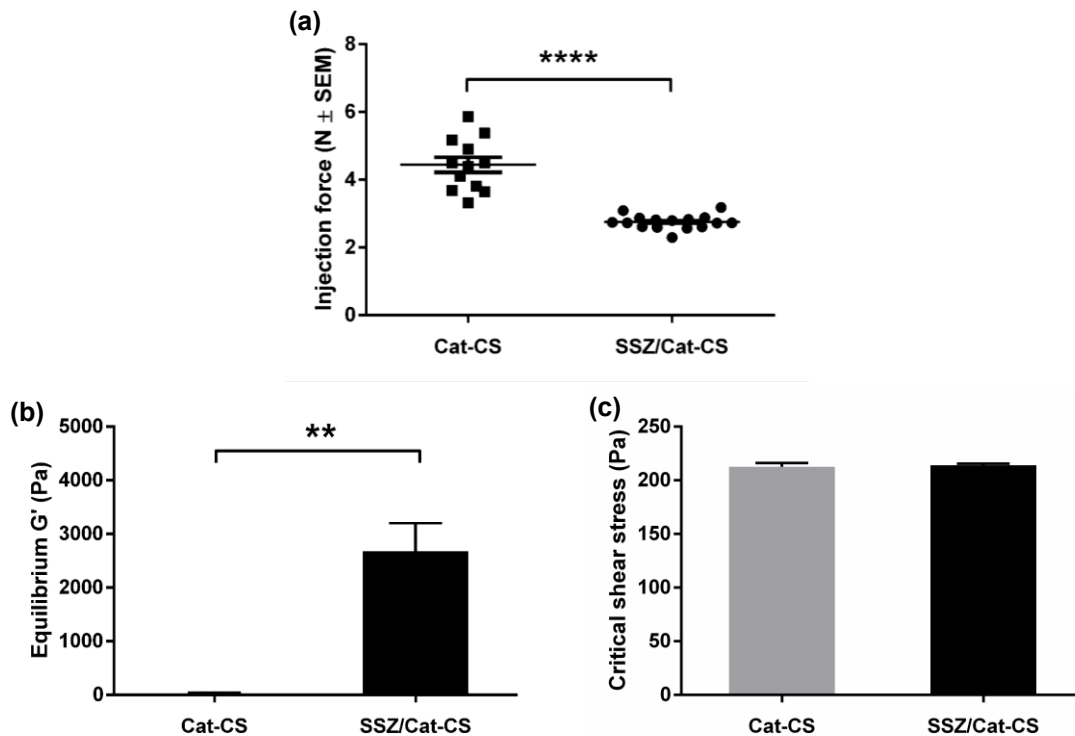 (a)
Injection force (N ± SEM)
8
6
4
2
0
****
Cat-CS SSZ/Cat-CS
(b)
Equilibrium G' (Pa)
5000
4000
3000
2000
1000
0
**
Cat-CS SSZ/Cat-CS
(c)
Critical shear stress (Pa)
250
200
150
100
50
0
Cat-CS SSZ/Cat-CS